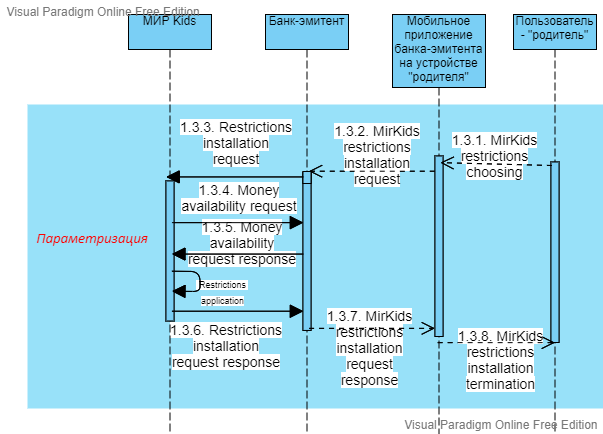 Visual Paradigm Online Free Edition
МИР Kids
Банк-эмитент
Мобильное
приложение
банка-эмитента
на устройстве
"родителя"
Пользователь
- "родитель"
1.3.1. MirKids
restrictions
choosing
1.3.2. MirKids
restrictions
installation
request
1.3.3. Restrictions
installation
request
1.3.4. Money
availability request
1.3.5. Money
availability
request response
Параметризация
Restrictions
application
1.3.6. Restrictions
installation
request response
1.3.7. MirKids
restrictions
installation
request
response
1.3.8. MirKids
restrictions
installation
termination
Visual Paradigm Online Free Edition